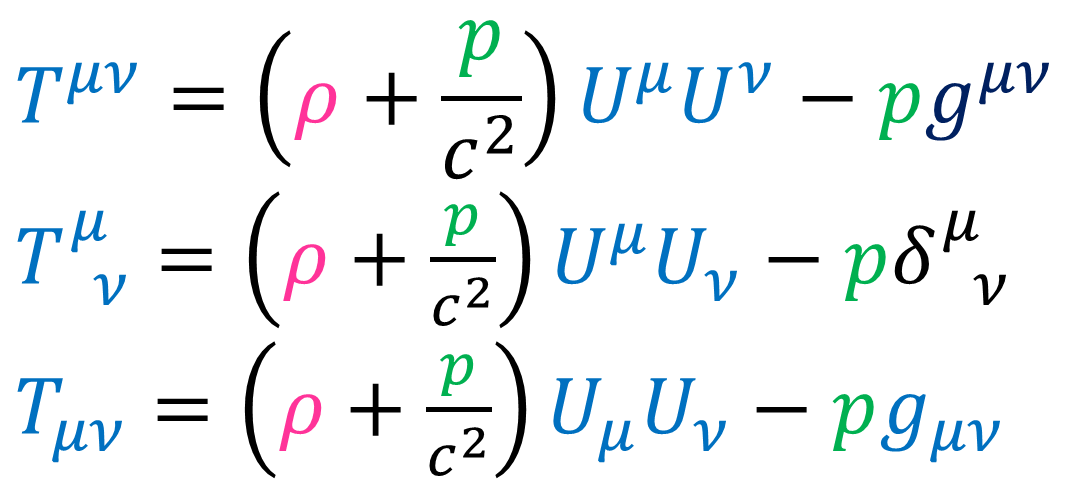 T^{μν} = (ρ + p/c²) U^μ U^ν − p g^{μν}
T^μ_ν = (ρ + p/c²) U^μ U_ν − p δ^μ_ν
T_{μν} = (ρ + p/c²) U_μ U_ν − p g_{μν}